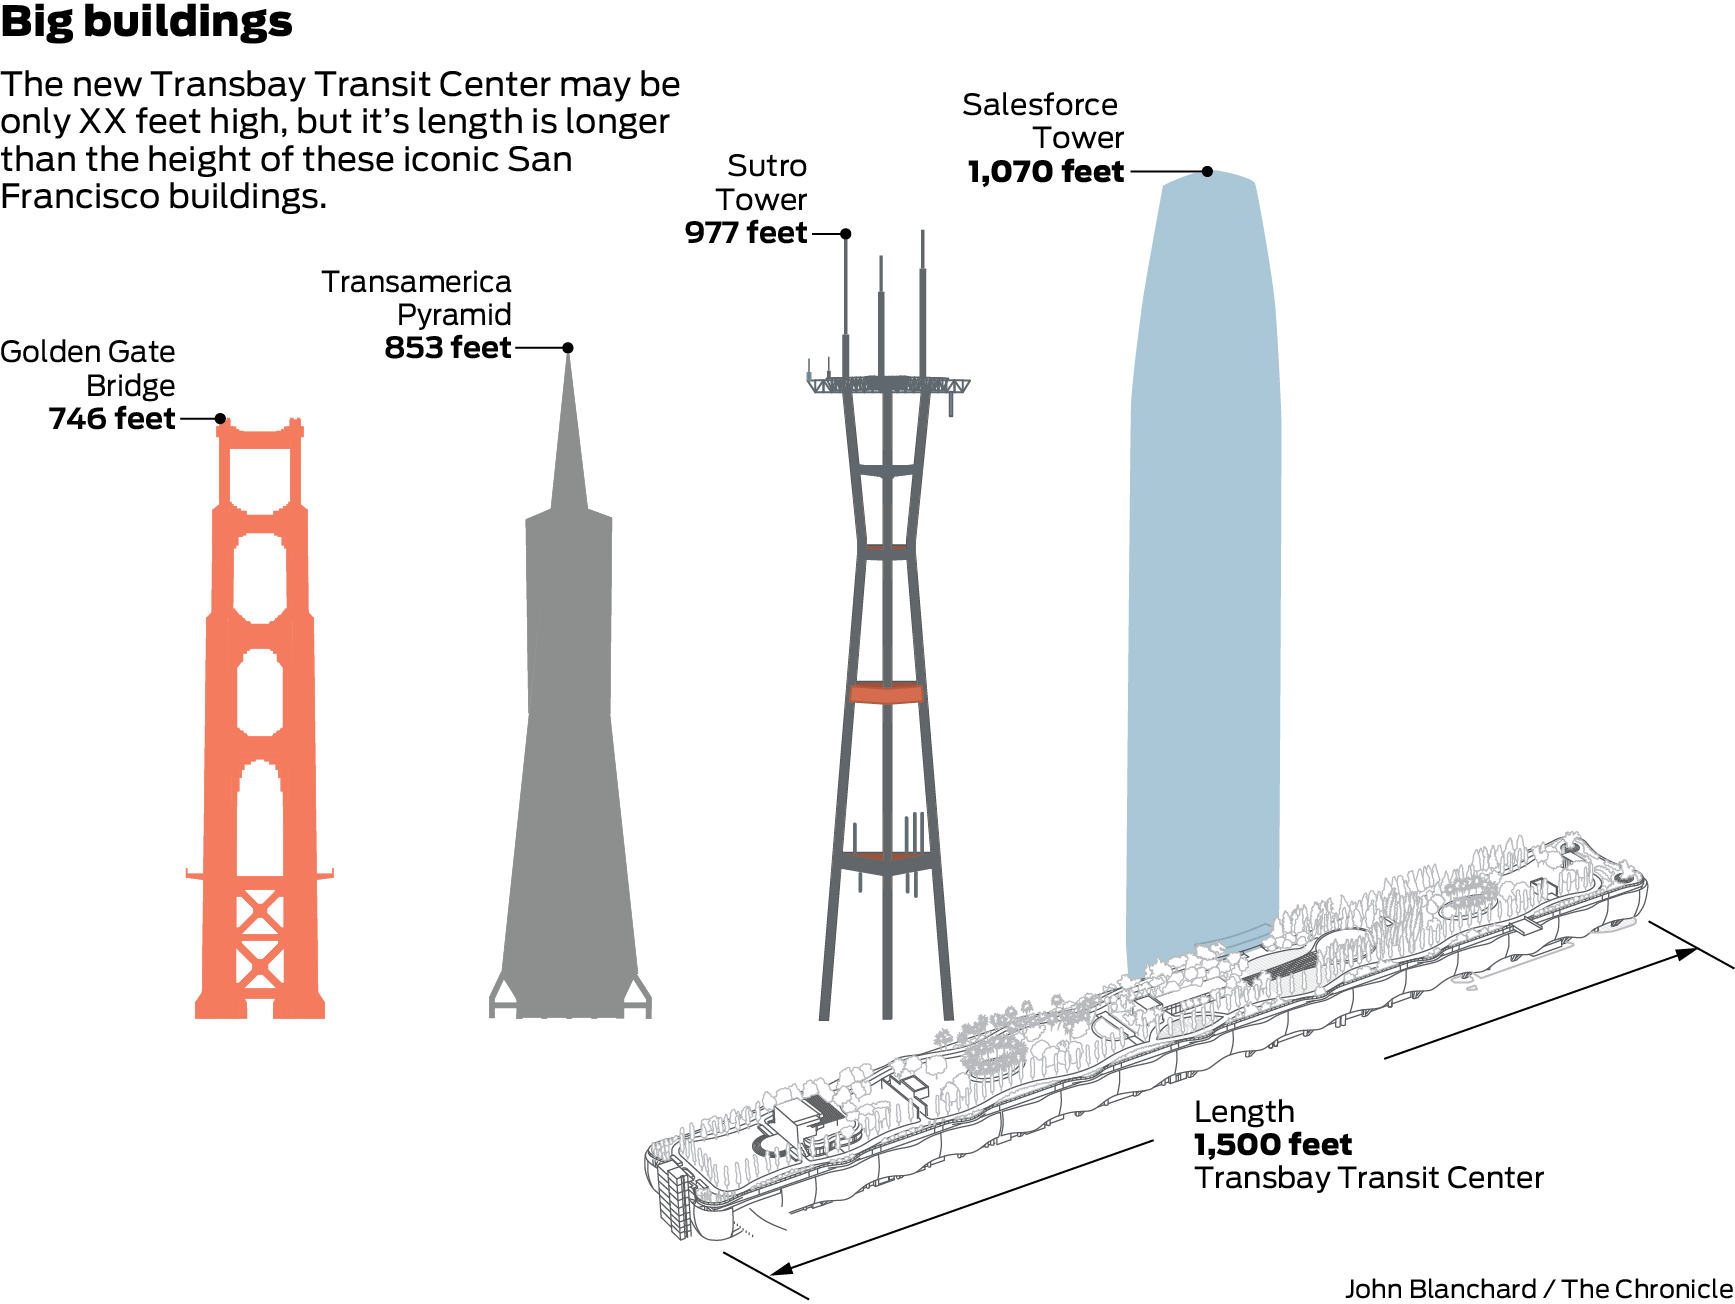 Big buildings
The new Transbay Transit Center may be
only XX feet high, but it's length is longer
than the height of these iconic San
Francisco buildings.
Golden Gate
Bridge
746 feet
Transamerica
Pyramid
853 feet
Sutro
Tower
977 feet
Salesforce
Tower
1,070 feet
Length
1,500 feet
Transbay Transit Center
John Blanchard / The Chronicle